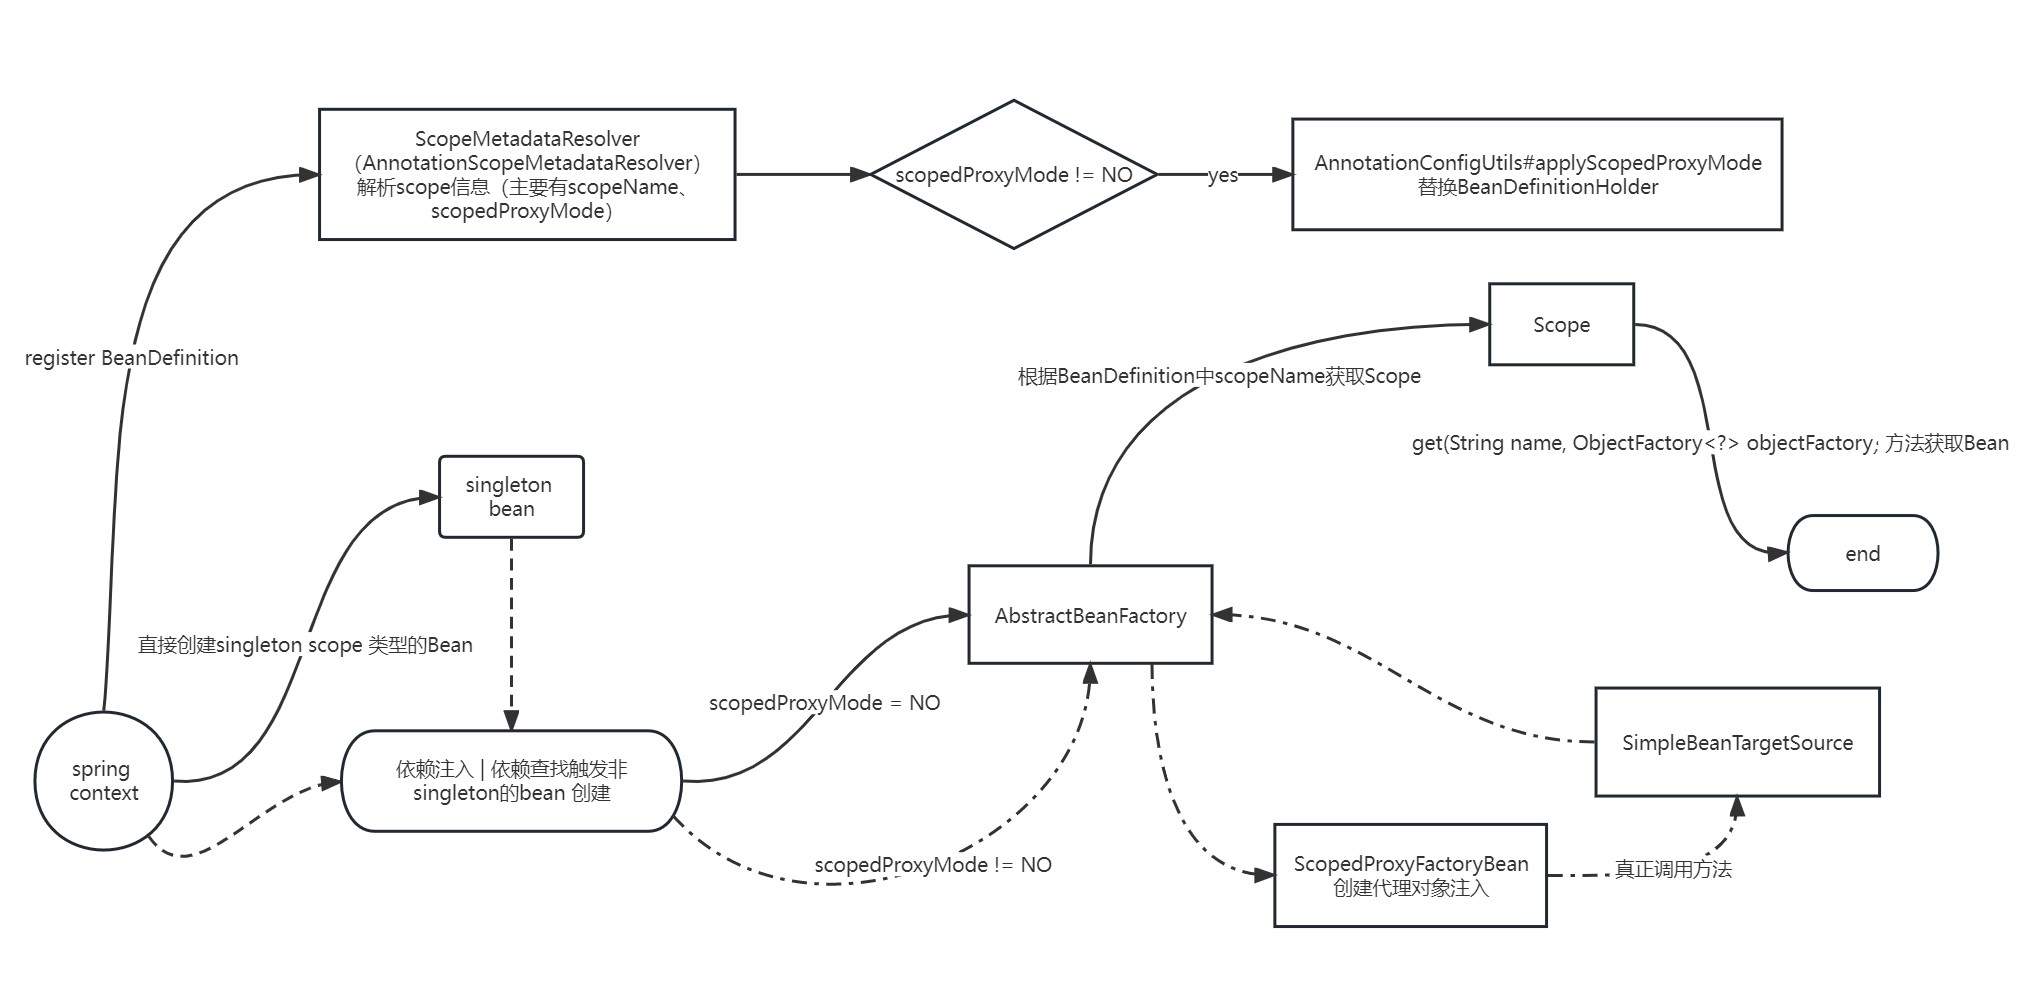 ScopeMetadataResolver
（AnnotationScopeMetadataResolver）
解析scope信息（主要有scopeName、
scopedProxyMode）
scopedProxyMode != NO
yes
AnnotationConfigUtils#applyScopedProxyMode
替换BeanDefinitionHolder
Scope
register BeanDefinition
根据BeanDefinition中scopeName获取Scope
get(String name, ObjectFactory<?> objectFactory; 方法获取Bean
singleton
bean
end
AbstractBeanFactory
直接创建singleton scope 类型的Bean
scopedProxyMode = NO
SimpleBeanTargetSource
spring
context
依赖注入 | 依赖查找触发非
singleton的bean 创建
scopedProxyMode != NO
ScopedProxyFactoryBean
创建代理对象注入
真正调用方法